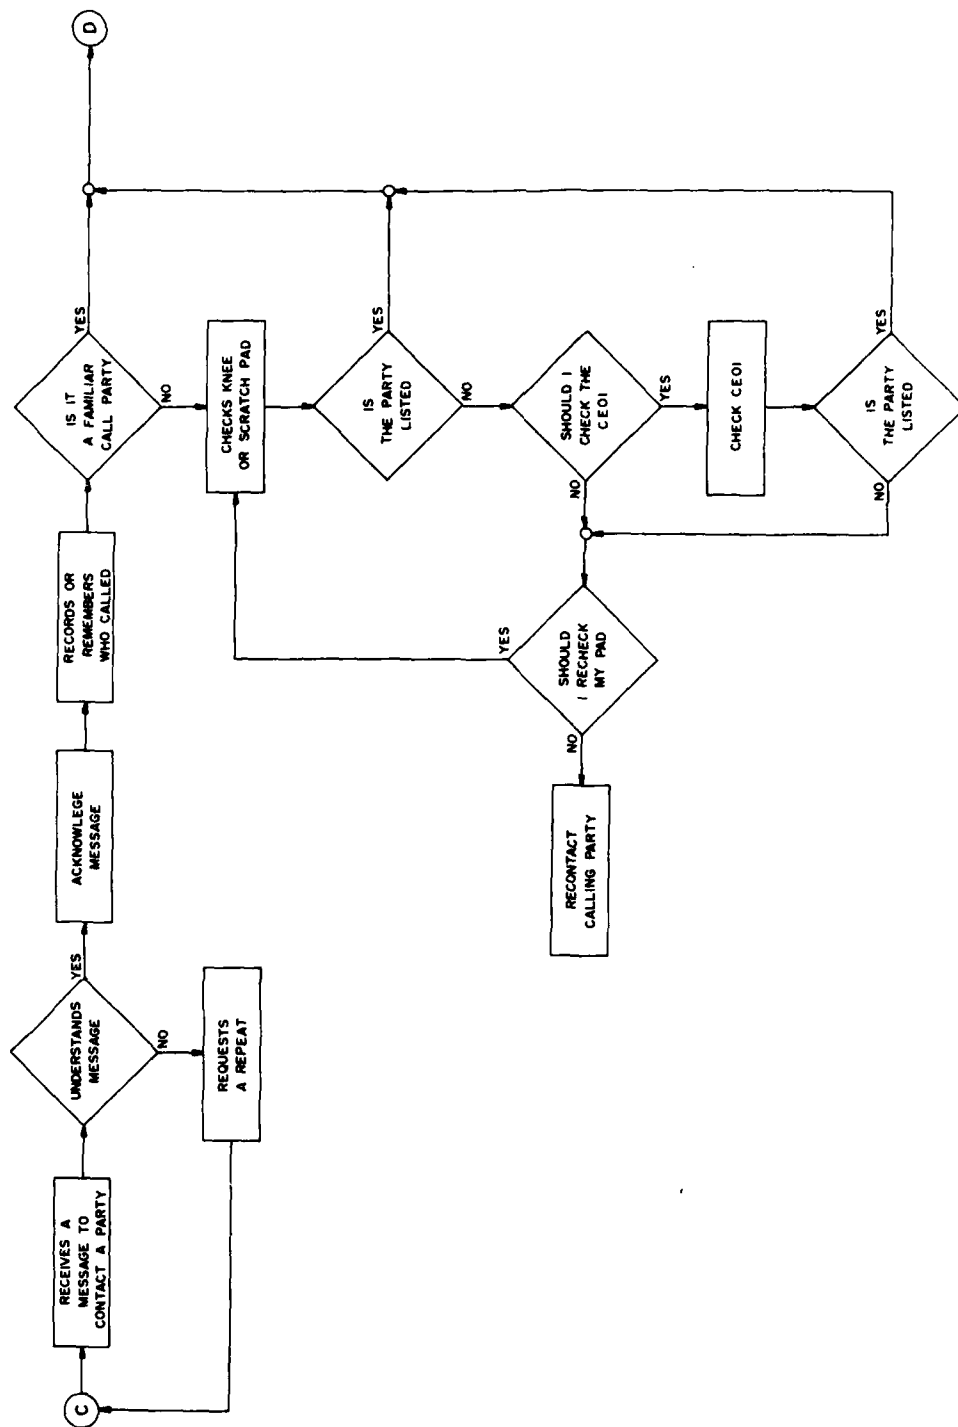 C
RECEIVES A
MESSAGE TO
CONTACT A PARTY
UNDERSTANDS
MESSAGE
YES
NO
REQUESTS
A REPEAT
ACKNOWLEGE
MESSAGE
RECORDS OR
REMEMBERS
WHO CALLED
IS IT
A FAMILIAR
CALL PARTY
YES
NO
D
CHECKS KNEE
OR SCRATCH PAD
IS
THE PARTY
LISTED
YES
NO
SHOULD I
CHECK THE
CEOI
YES
NO
CHECK CEOI
IS
THE PARTY
LISTED
YES
NO
SHOULD
I RECHECK
MY PAD
YES
NO
RECONTACT
CALLING PARTY